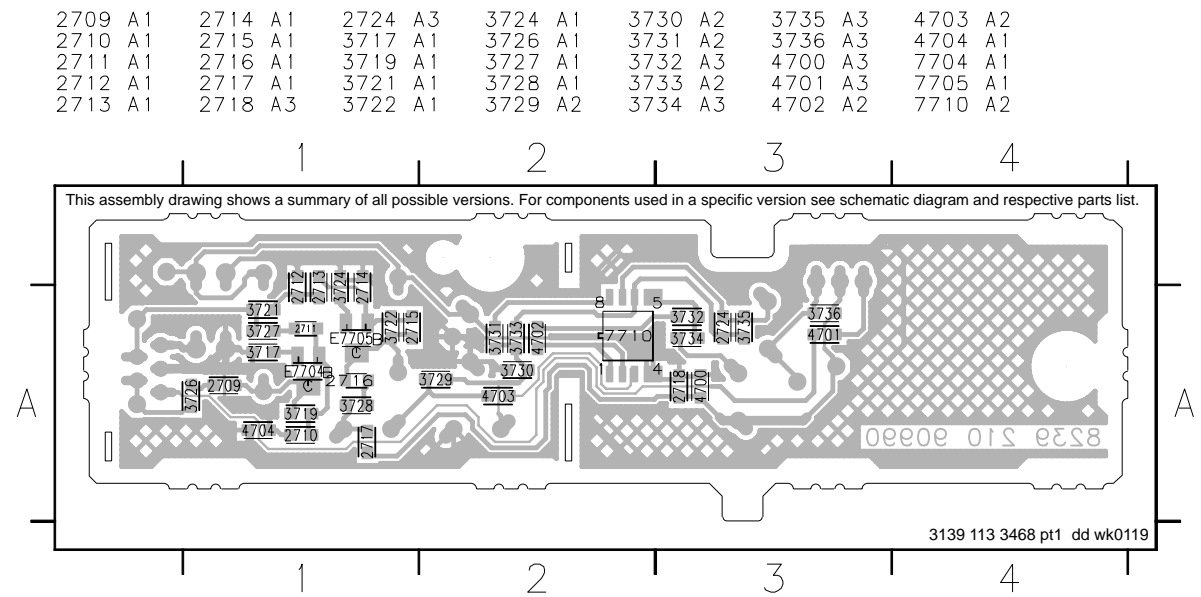 2709 A1 2714 A1 2724 A3 3724 A1 3730 A2 3735 A3 4703 A2
2710 A1 2715 A1 3717 A1 3726 A1 3731 A2 3736 A3 4704 A1
2711 A1 2716 A1 3719 A1 3727 A1 3732 A3 4700 A3 7704 A1
2712 A1 2717 A1 3721 A1 3728 A1 3733 A2 4701 A3 7705 A1
2713 A1 2718 A3 3722 A1 3729 A2 3734 A3 4702 A2 7710 A2
1 2 3 4
This assembly drawing shows a summary of all possible versions. For components used in a specific version see schematic diagram and respective parts list.
2712 2713 3724 2714
8 5
3721 3732 3736
3727 2711 3722 2715 3731 3733 4702 2724 3735
E 7705 B 7710 3734 4701
C
3717
E 7704 B 3730 1 4
C
2709 2716 3729 2718 4700
3726 4703
A A
3728
3719
4704 2710 2717
8239 210 90990
3139 113 3468 pt1 dd wk0119
1 2 3 4